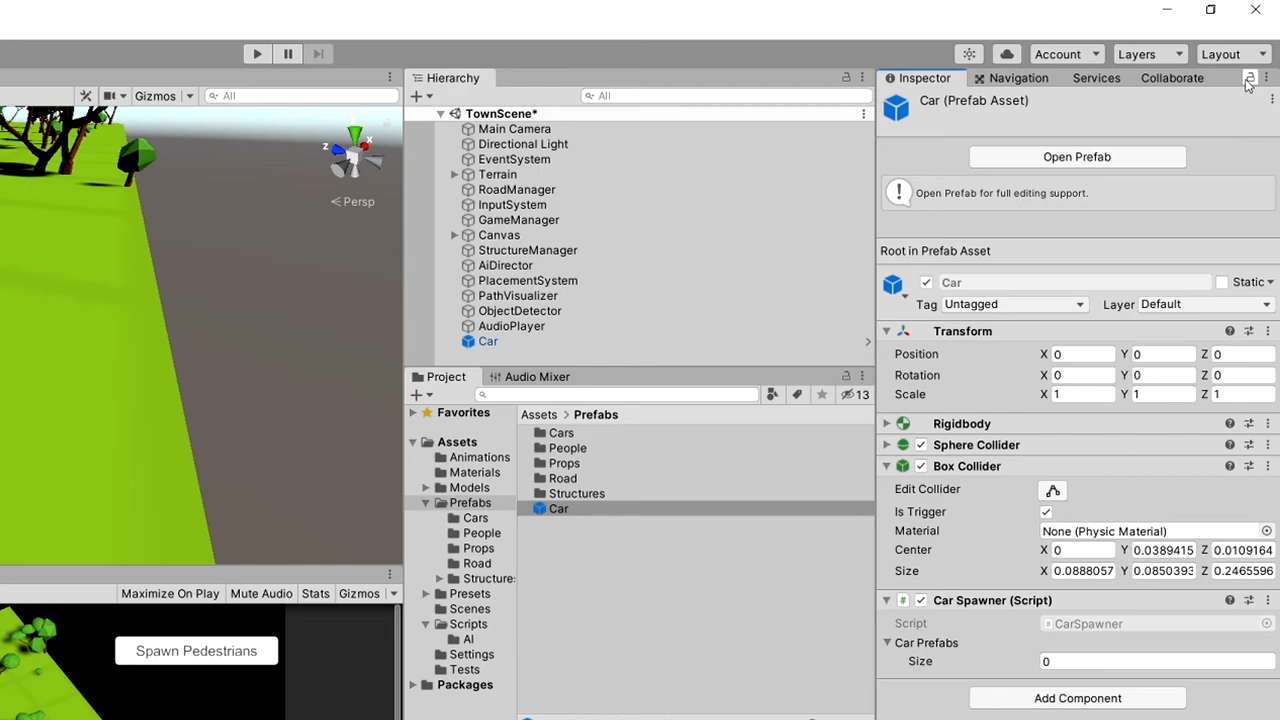 Account
Layers
Layout
Gizmos
All
z
x
Persp
Hierarchy
All
TownScene*
Main Camera
Directional Light
EventSystem
Terrain
RoadManager
InputSystem
GameManager
Canvas
StructureManager
AiDirector
PlacementSystem
PathVisualizer
ObjectDetector
AudioPlayer
Car
Project
Audio Mixer
13
Favorites
Assets
Animations
Materials
Models
Prefabs
Cars
People
Props
Road
Structure:
Presets
Scenes
Scripts
AI
Settings
Tests
Packages
Assets > Prefabs
Cars
People
Props
Road
Structures
Car
Maximize On Play
Mute Audio
Stats
Gizmos
Spawn Pedestrians
Inspector
Navigation
Services
Collaborate
Car (Prefab Asset)
Open Prefab
Open Prefab for full editing support.
Root in Prefab Asset
Car
Static
Tag Untagged
Layer Default
Transform
Position X 0 Y 0 Z 0
Rotation X 0 Y 0 Z 0
Scale X 1 Y 1 Z 1
Rigidbody
Sphere Collider
Box Collider
Edit Collider
Is Trigger
Material None (Physic Material)
Center X 0 Y 0.0389415 Z 0.0109164
Size X 0.0888057 Y 0.0850393 Z 0.2465596
Car Spawner (Script)
Script CarSpawner
Car Prefabs
Size 0
Add Component